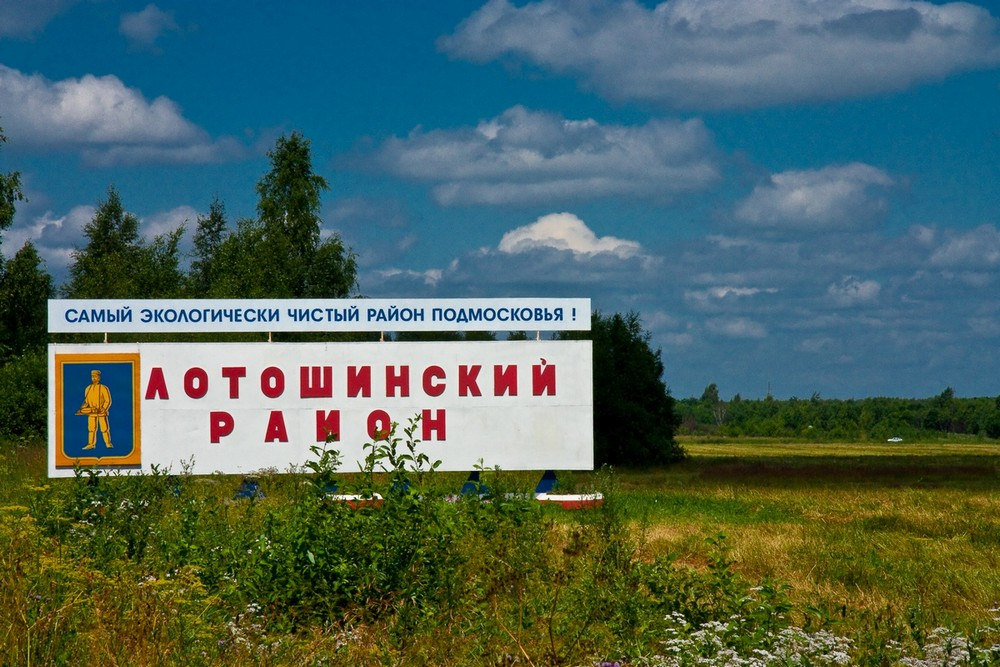 САМЫЙ ЭКОЛОГИЧЕСКИ ЧИСТЫЙ РАЙОН ПОДМОСКОВЬЯ !
ЛОТОШИНСКИЙ
РАЙОН